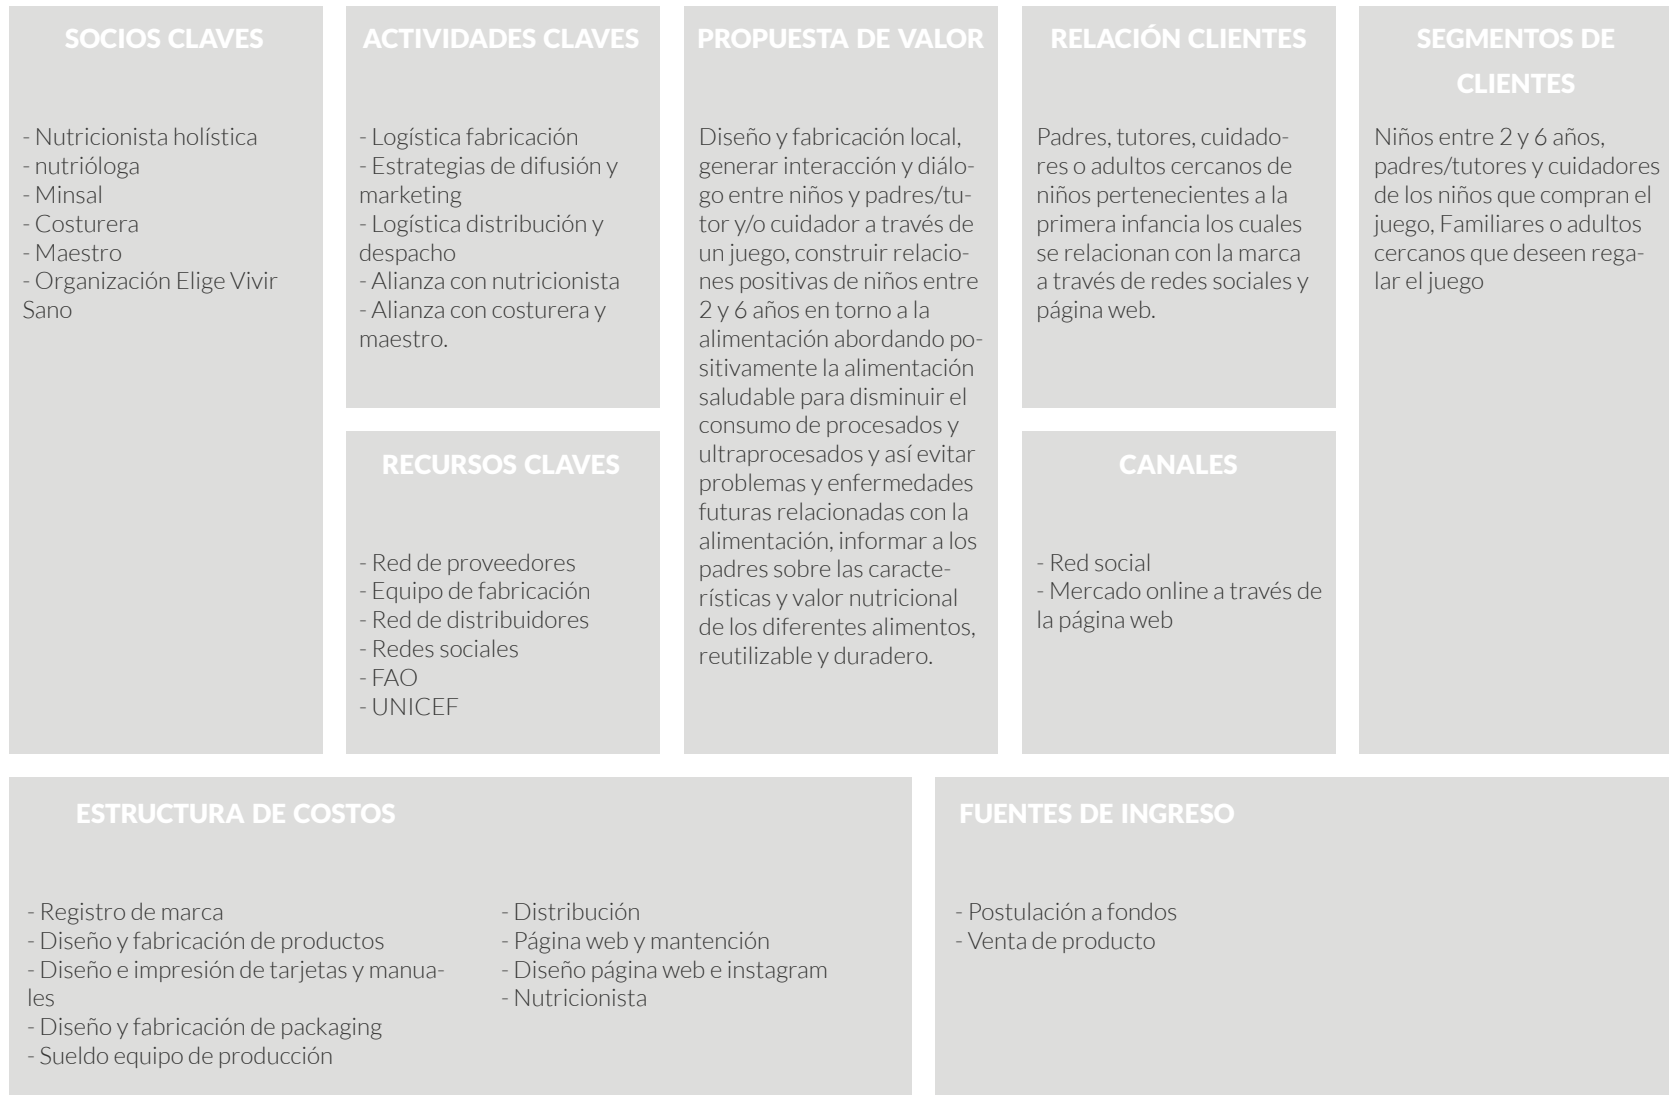 SOCIOS CLAVES
- Nutricionista holística
- nutrióloga
- Minsal
- Costurera
- Maestro
- Organización Elige Vivir
Sano
ACTIVIDADES CLAVES
- Logística fabricación
- Estrategias de difusión y
marketing
- Logística distribución y
despacho
- Alianza con nutricionista
- Alianza con costurera y
maestro.
RECURSOS CLAVES
- Red de proveedores
- Equipo de fabricación
- Red de distribuidores
- Redes sociales
- FAO
- UNICEF
PROPUESTA DE VALOR
Diseño y fabricación local,
generar interacción y diálo-
go entre niños y padres/tu-
tor y/o cuidador a través de
un juego, construir relacio-
nes positivas de niños entre
2 y 6 años en torno a la
alimentación abordando po-
sitivamente la alimentación
saludable para disminuir el
consumo de procesados y
ultraprocesados y así evitar
problemas y enfermedades
futuras relacionadas con la
alimentación, informar a los
padres sobre las caracte-
rísticas y valor nutricional
de los diferentes alimentos,
reutilizable y duradero.
RELACIÓN CLIENTES
Padres, tutores, cuidado-
res o adultos cercanos de
niños pertenecientes a la
primera infancia los cuales
se relacionan con la marca
a través de redes sociales y
página web.
CANALES
- Red social
- Mercado online a través de
la página web
SEGMENTOS DE
CLIENTES
Niños entre 2 y 6 años,
padres/tutores y cuidadores
de los niños que compran el
juego, Familiares o adultos
cercanos que deseen rega-
lar el juego
ESTRUCTURA DE COSTOS
- Registro de marca
- Diseño y fabricación de productos
- Diseño e impresión de tarjetas y manua-
les
- Diseño y fabricación de packaging
- Sueldo equipo de producción
- Distribución
- Página web y mantención
- Diseño página web e instagram
- Nutricionista
FUENTES DE INGRESO
- Postulación a fondos
- Venta de producto